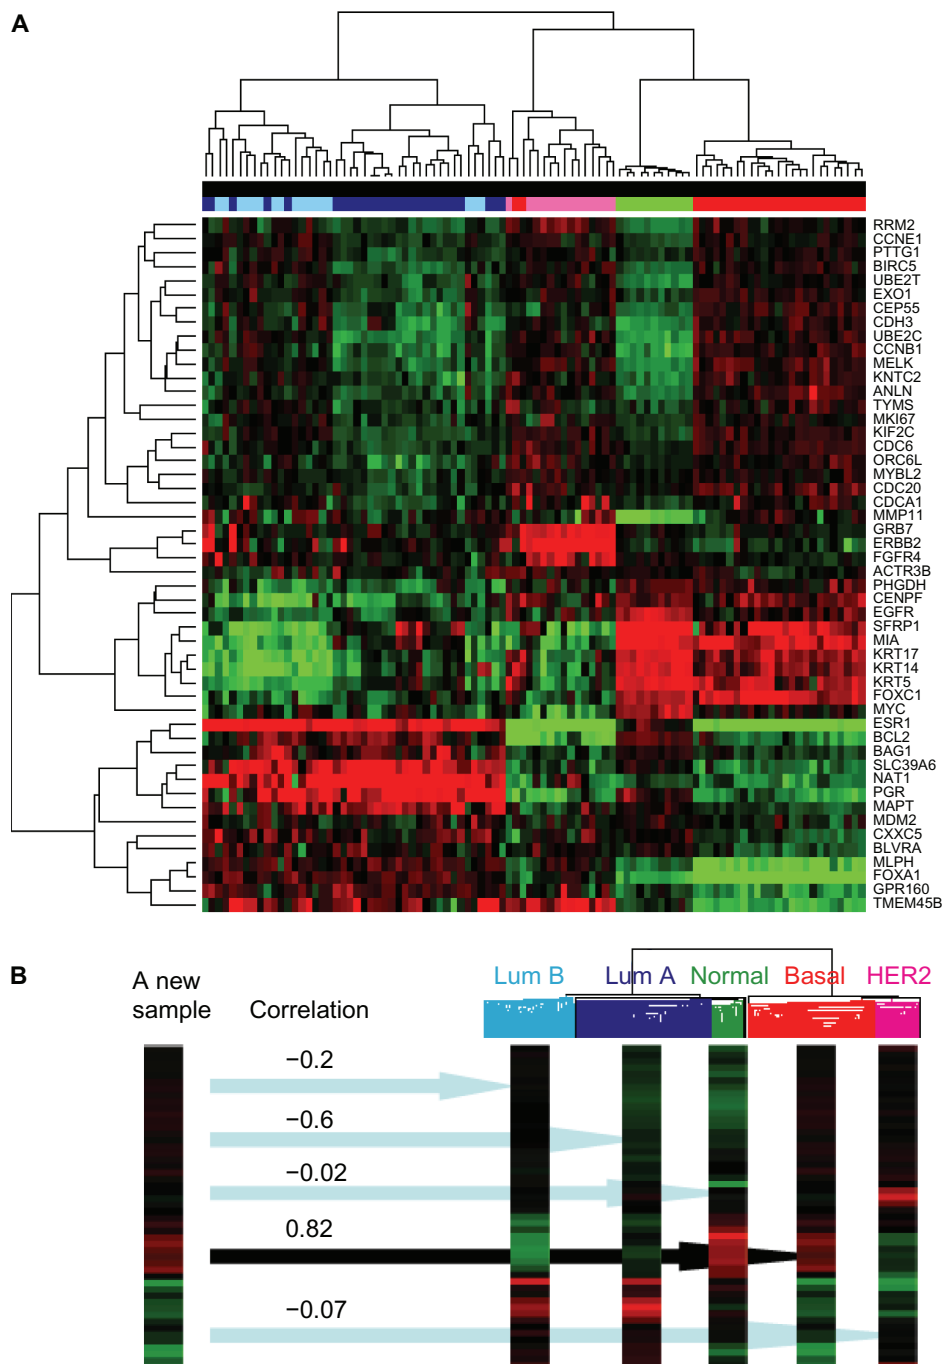 A
RRM2
CCNE1
PTTG1
BIRC5
UBE2T
EXO1
CEP55
CDH3
UBE2C
CCNB1
MELK
KNTC2
ANLN
TYMS
MKI67
KIF2C
CDC6
ORC6L
MYBL2
CDC20
CDCA1
MMP11
GRB7
ERBB2
FGFR4
ACTR3B
PHGDH
CENPF
EGFR
SFRP1
MIA
KRT17
KRT14
KRT5
FOXC1
MYC
ESR1
BCL2
BAG1
SLC39A6
NAT1
PGR
MAPT
MDM2
CXXC5
BLVRA
MLPH
FOXA1
GPR160
TMEM45B
B
A new
sample
Correlation
Lum B Lum A Normal Basal HER2
−0.2
−0.6
−0.02
0.82
−0.07